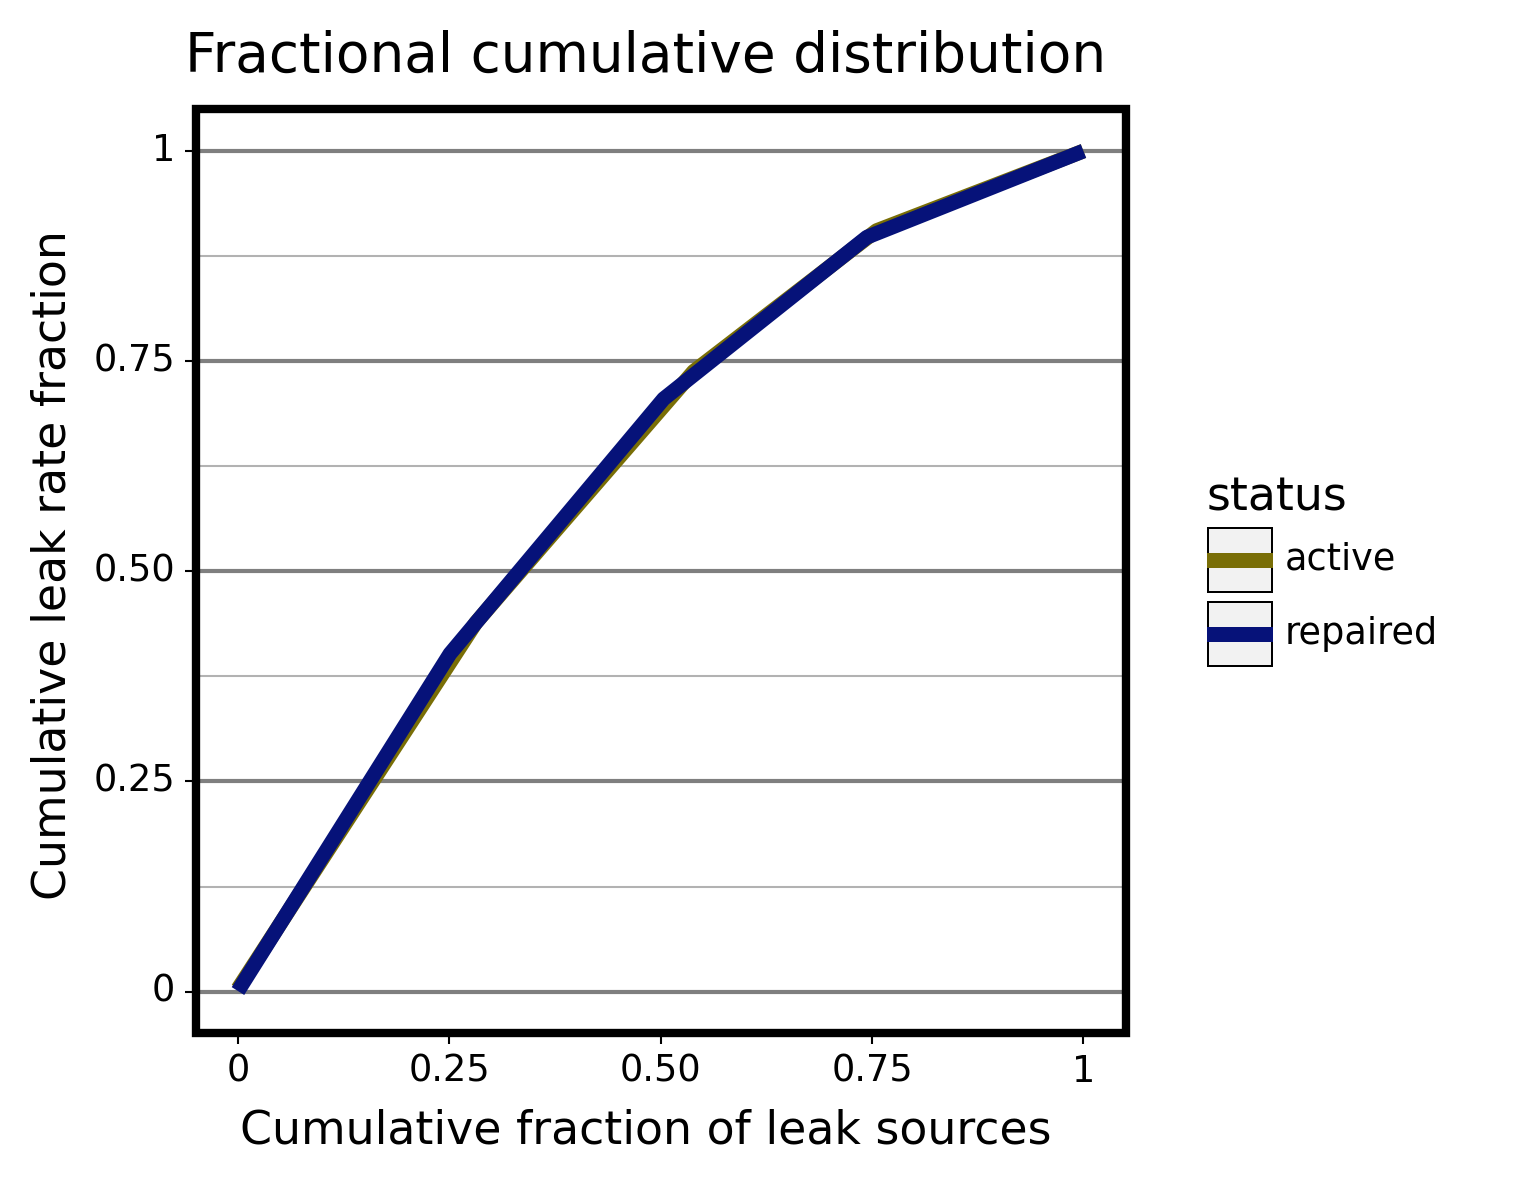 Fractional cumulative distribution
Cumulative leak rate fraction
1
0.75
0.50
0.25
0
0
0.25
0.50
0.75
1
Cumulative fraction of leak sources
status
active
repaired